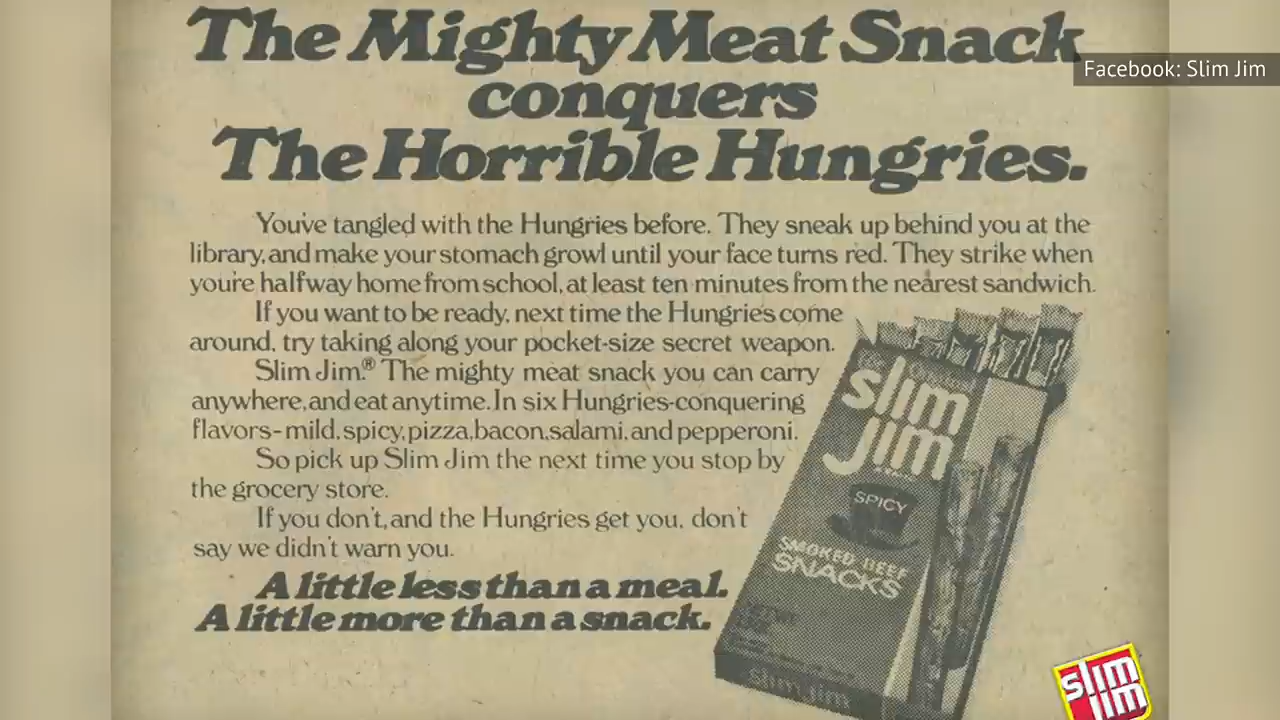 The Mighty Meat Snack
conquers
The Horrible Hungries.
Facebook: Slim Jim
You've tangled with the Hungries before. They sneak up behind you at the
library, and make your stomach growl until your face turns red. They strike when
you're halfway home from school, at least ten minutes from the nearest sandwich.
If you want to be ready, next time the Hungries come
around, try taking along your pocket-size secret weapon.
Slim Jim.® The mighty meat snack you can carry
anywhere, and eat anytime. In six Hungries-conquering
flavors-mild, spicy, pizza, bacon, salami, and pepperoni.
So pick up Slim Jim the next time you stop by
the grocery store.
If you don't, and the Hungries get you, don't
say we didn't warn you.
A little less than a meal.
A little more than a snack.
slim
Jim
SPICY
SMOKED BEEF
SNACKS
slim jim
slim
jim